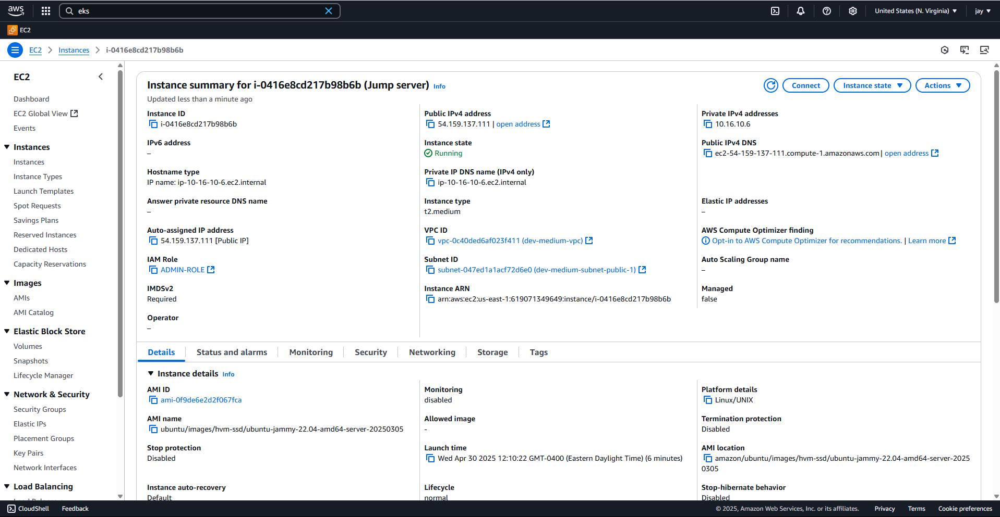 aws
eks
United States (N. Virginia)
jay
EC2
EC2
Instances
i-0416e8cd217b98b6b
EC2
Dashboard
EC2 Global View
Events
Instances
Instances
Instance Types
Launch Templates
Spot Requests
Savings Plans
Reserved Instances
Dedicated Hosts
Capacity Reservations
Images
AMIs
AMI Catalog
Elastic Block Store
Volumes
Snapshots
Lifecycle Manager
Network & Security
Security Groups
Elastic IPs
Placement Groups
Key Pairs
Network Interfaces
Load Balancing
Instance summary for i-0416e8cd217b98b6b (Jump server) Info
Connect
Instance state
Actions
Updated less than a minute ago
Instance ID
i-0416e8cd217b98b6b
Public IPv4 address
54.159.137.111 | open address
Private IPv4 addresses
10.16.10.6
IPv6 address
–
Instance state
Running
Public IPv4 DNS
ec2-54-159-137-111.compute-1.amazonaws.com | open address
Hostname type
IP name: ip-10-16-10-6.ec2.internal
Private IP DNS name (IPv4 only)
ip-10-16-10-6.ec2.internal
Answer private resource DNS name
–
Instance type
t2.medium
Elastic IP addresses
–
Auto-assigned IP address
54.159.137.111 [Public IP]
VPC ID
vpc-0c40ded6af023f411 (dev-medium-vpc)
AWS Compute Optimizer finding
Opt-in to AWS Compute Optimizer for recommendations. | Learn more
IAM Role
ADMIN-ROLE
Subnet ID
subnet-047ed1a1acf72d6e0 (dev-medium-subnet-public-1)
Auto Scaling Group name
–
IMDSv2
Required
Instance ARN
arn:aws:ec2:us-east-1:619071349649:instance/i-0416e8cd217b98b6b
Managed
false
Operator
–
Details
Status and alarms
Monitoring
Security
Networking
Storage
Tags
Instance details Info
AMI ID
ami-0f9de6e2d2f067fca
Monitoring
disabled
Platform details
Linux/UNIX
AMI name
ubuntu/images/hvm-ssd/ubuntu-jammy-22.04-amd64-server-20250305
Allowed image
-
Termination protection
Disabled
Stop protection
Disabled
Launch time
Wed Apr 30 2025 12:10:22 GMT-0400 (Eastern Daylight Time) (6 minutes)
AMI location
amazon/ubuntu/images/hvm-ssd/ubuntu-jammy-22.04-amd64-server-2025
0305
Instance auto-recovery
Default
Lifecycle
normal
Stop-hibernate behavior
Disabled
CloudShell
Feedback
© 2025, Amazon Web Services, Inc. or its affiliates.
Privacy
Terms
Cookie preferences